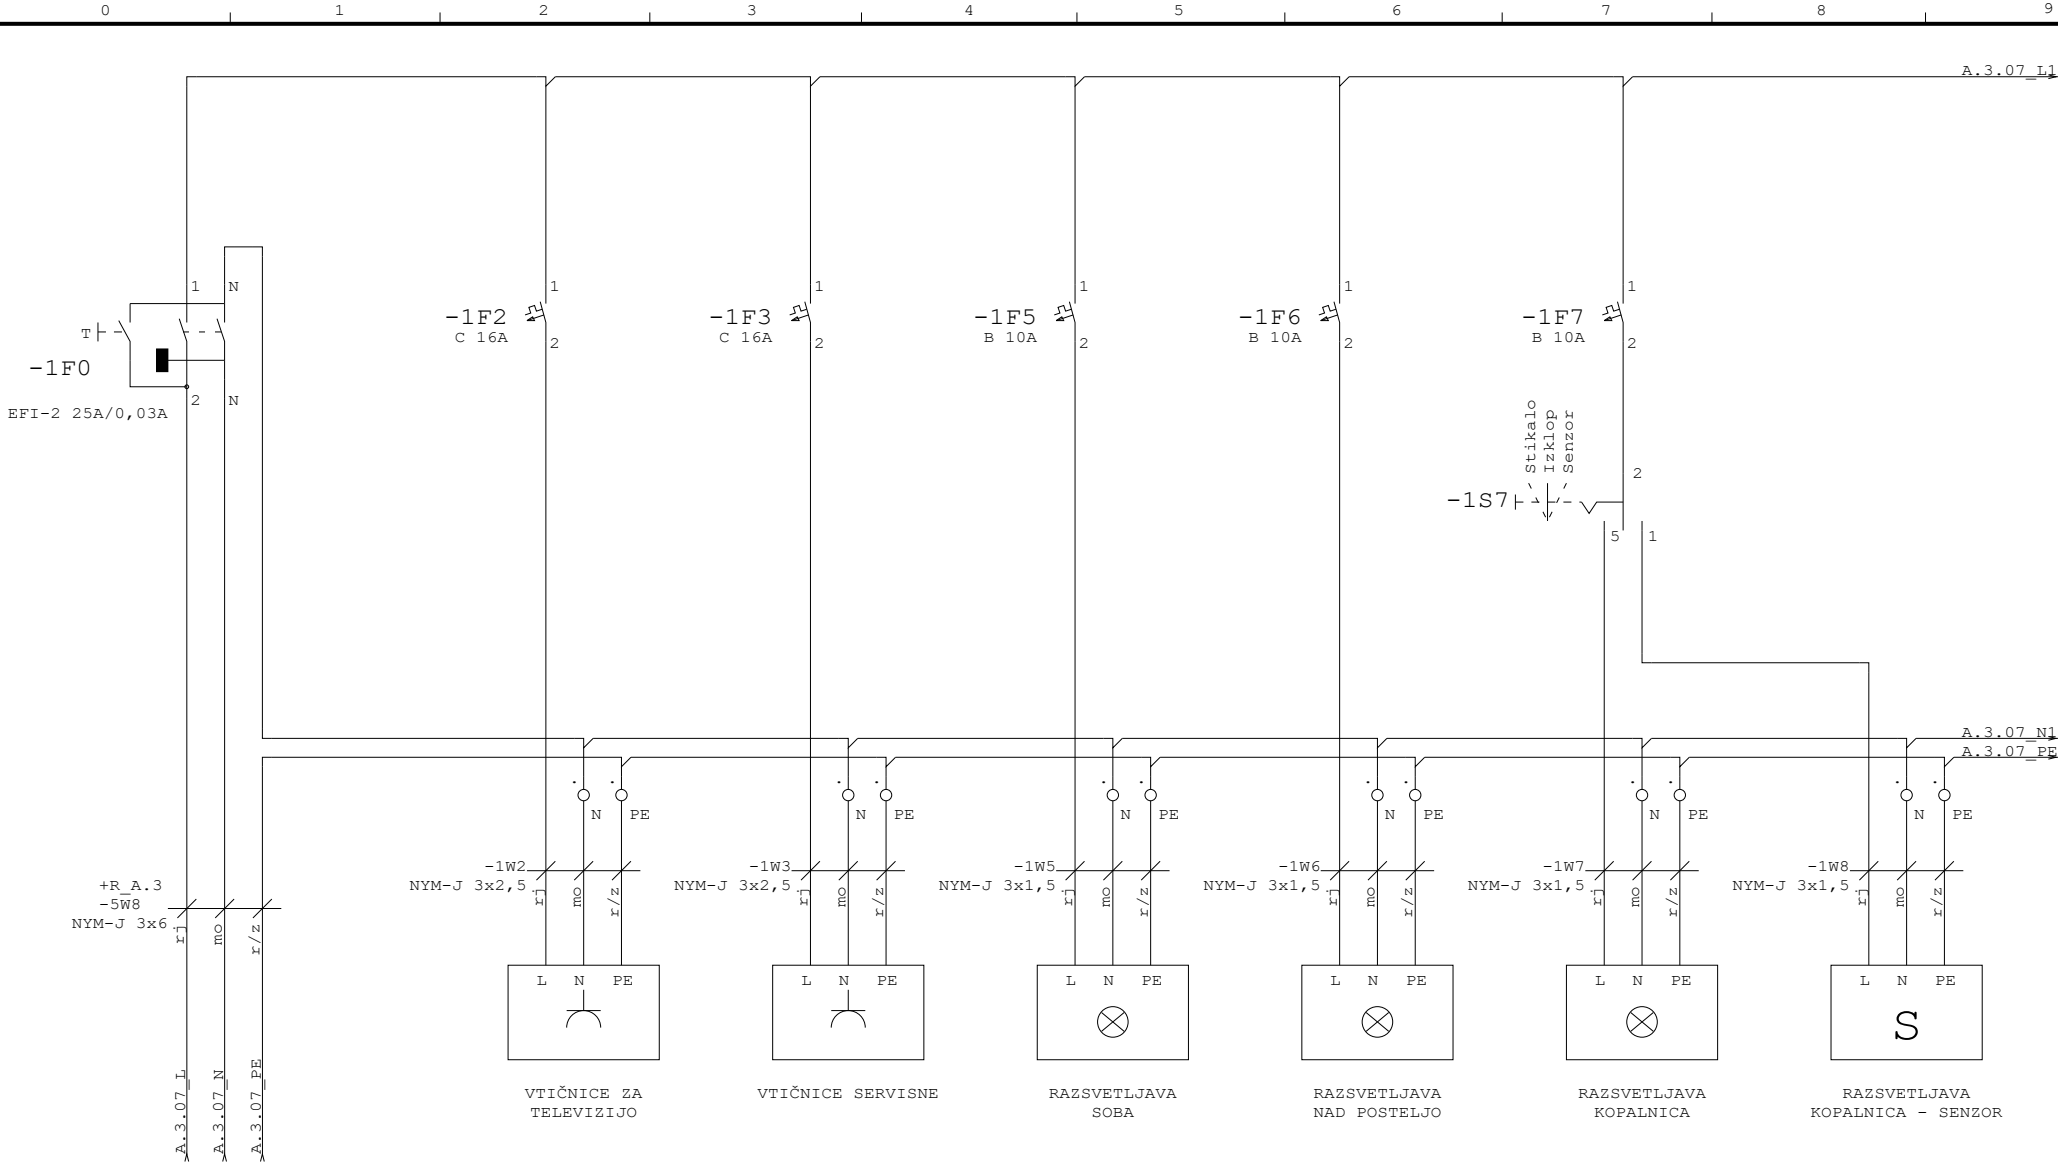 0 1 2 3 4 5 6 7 8 9
A.3.07_L1
1 N 1 1 1 1 1
T
-1F0
2 N
EFI-2 25A/0,03A
-1F2
C 16A
2
-1F3
C 16A
2
-1F5
B 10A
2
-1F6
B 10A
2
-1F7
B 10A
2
Stikalo
Izklop
Senzor
2
-1S7
5 1
A.3.07_N1
A.3.07_PE
N PE N PE N PE N PE N PE N PE
+R_A.3
-5W8
NYM-J 3x6
rj mo r/z
-1W2
NYM-J 3x2,5
rj mo r/z
-1W3
NYM-J 3x2,5
rj mo r/z
-1W5
NYM-J 3x1,5
rj mo r/z
-1W6
NYM-J 3x1,5
rj mo r/z
-1W7
NYM-J 3x1,5
rj mo r/z
-1W8
NYM-J 3x1,5
rj mo r/z
L N PE L N PE L N PE L N PE L N PE L N PE
S
A.3.07_L
A.3.07_N
A.3.07_PE
VTIČNICE ZA
TELEVIZIJO
VTIČNICE SERVISNE
RAZSVETLJAVA
SOBA
RAZSVETLJAVA
NAD POSTELJO
RAZSVETLJAVA
KOPALNICA
RAZSVETLJAVA
KOPALNICA - SENZOR